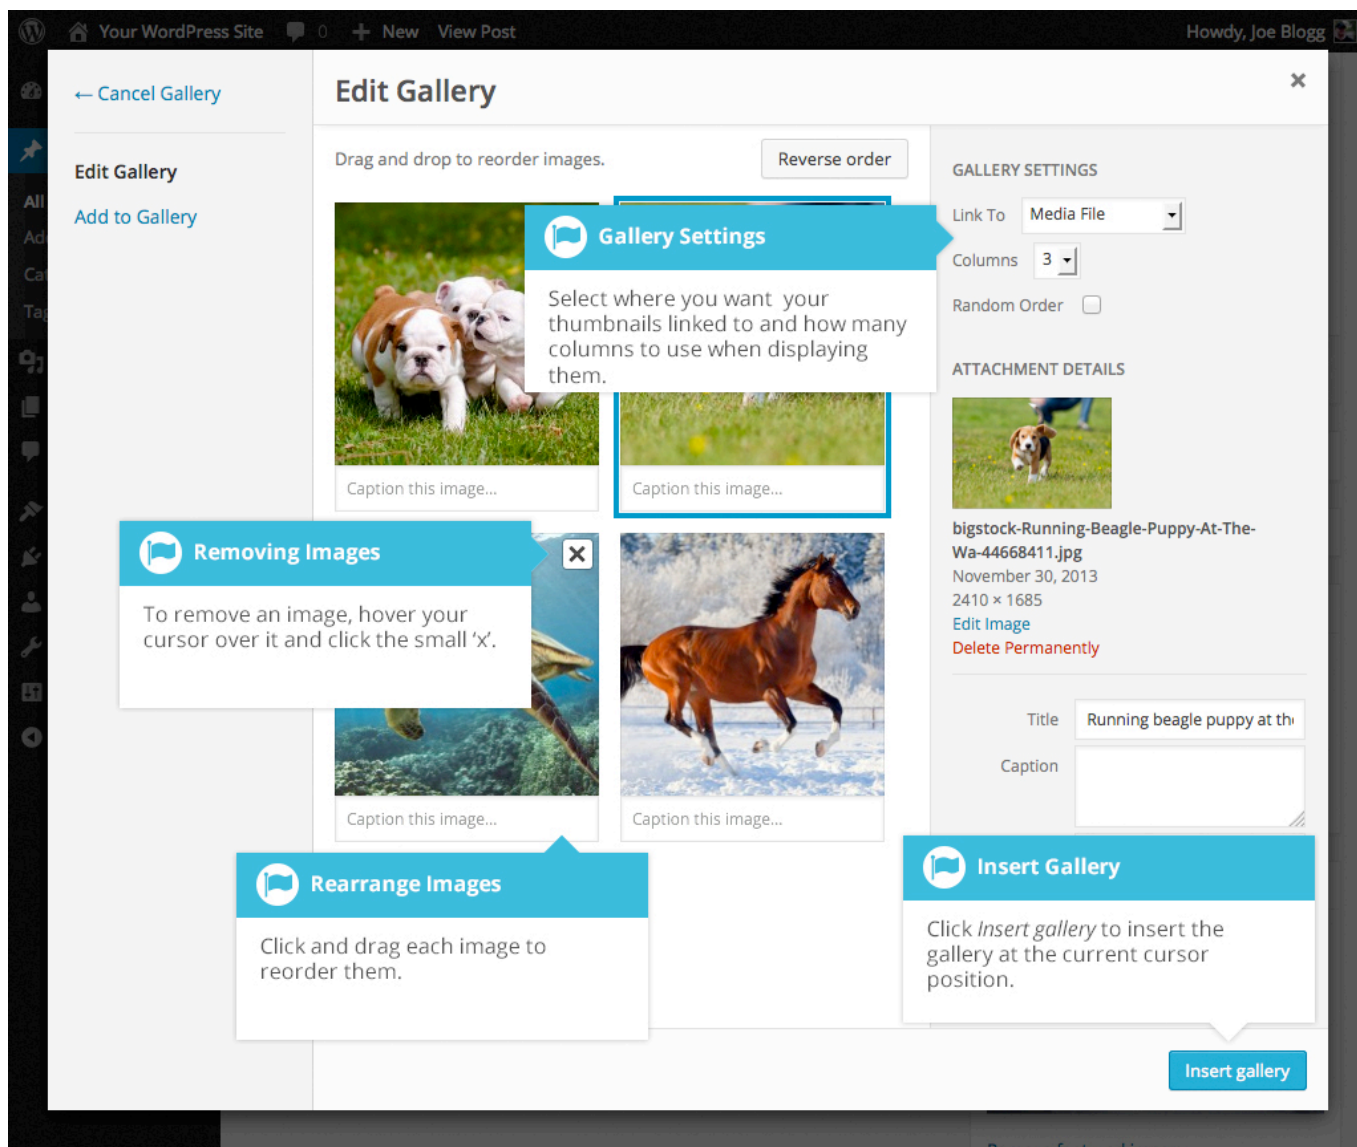 Your WordPress Site 0 New View Post Howdy, Joe Blogg
← Cancel Gallery
Edit Gallery
Add to Gallery
All
Tag
Edit Gallery
Drag and drop to reorder images.
Reverse order
Caption this image...
Caption this image...
Caption this image...
Caption this image...
Gallery Settings
Select where you want your
thumbnails linked to and how many
columns to use when displaying
them.
Removing Images
To remove an image, hover your
cursor over it and click the small ‘x’.
Rearrange Images
Click and drag each image to
reorder them.
GALLERY SETTINGS
Link To Media File
Columns 3
Random Order
ATTACHMENT DETAILS
bigstock-Running-Beagle-Puppy-At-The-
Wa-44668411.jpg
November 30, 2013
2410 × 1685
Edit Image
Delete Permanently
Title Running beagle puppy at the
Caption
Insert Gallery
Click Insert gallery to insert the
gallery at the current cursor
position.
Insert gallery